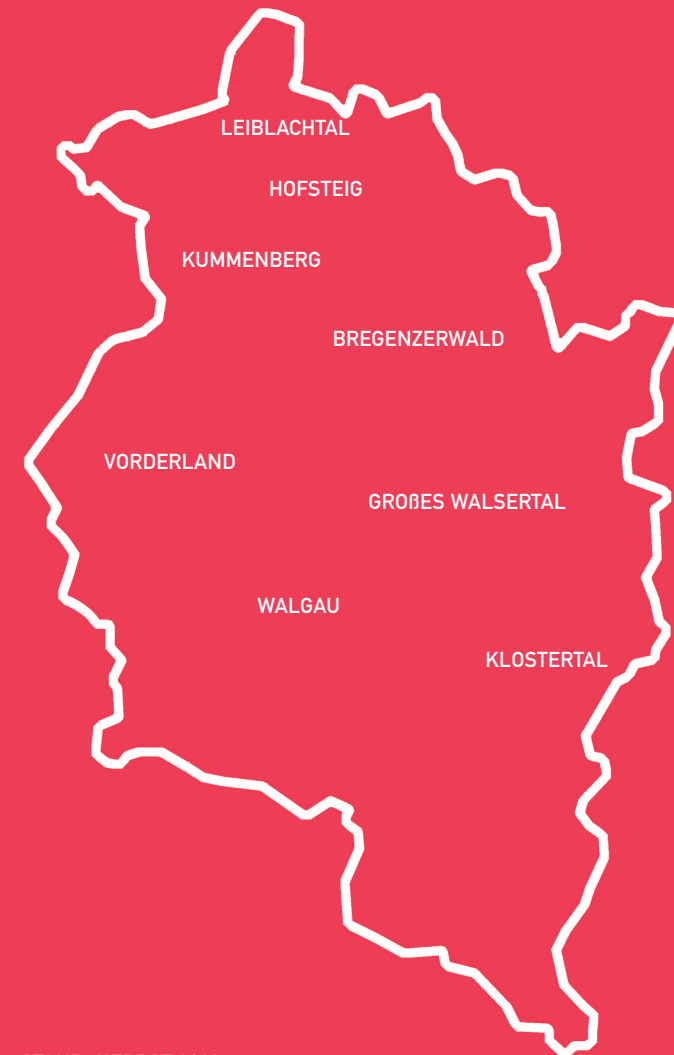 LEIBLACHTAL
HOFSTEIG
KUMMENBERG
BREGENZERWALD
VORDERLAND
GROßES WALSERTAL
WALGAU
KLOSTERTAL